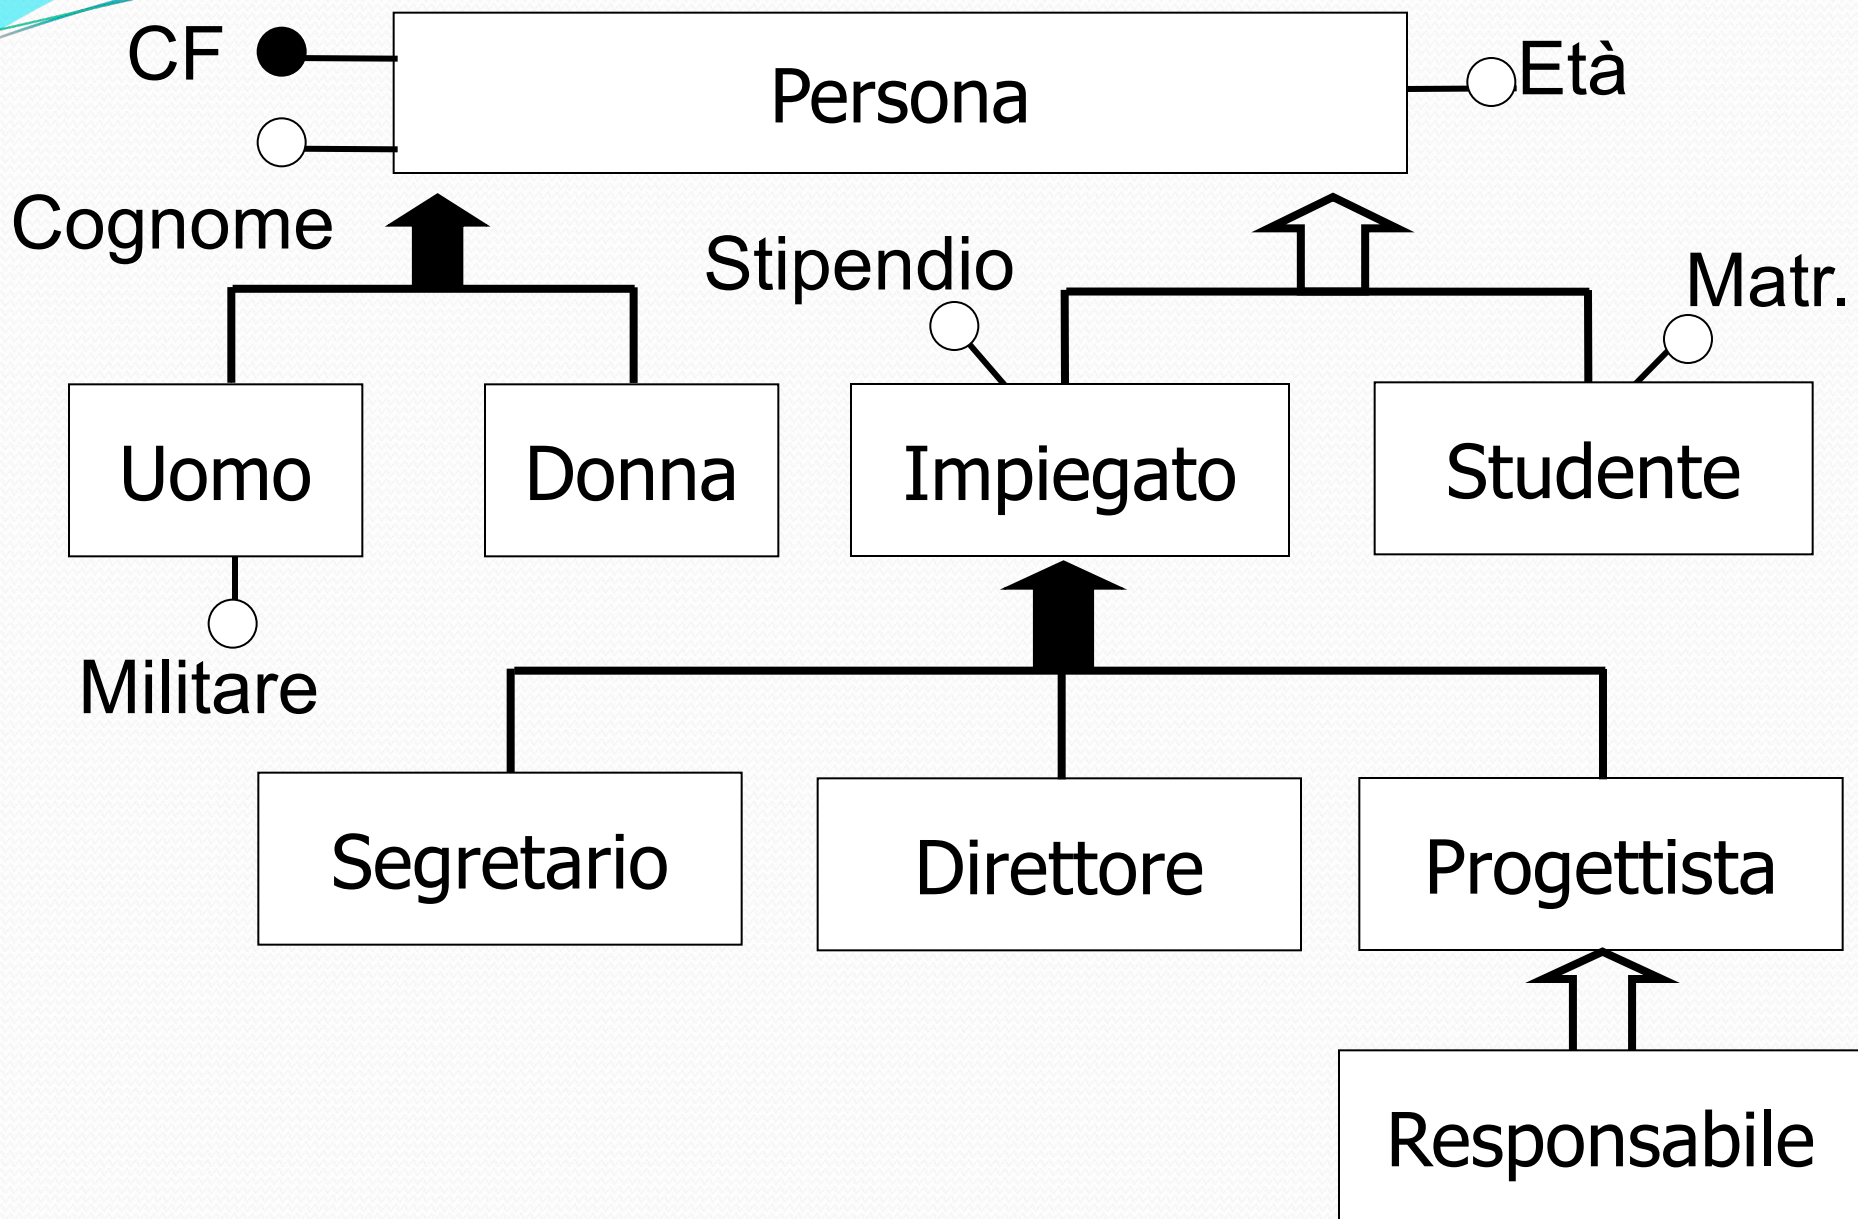 CF
Persona
Età
Cognome
Stipendio
Matr.
Uomo
Donna
Impiegato
Studente
Militare
Segretario
Direttore
Progettista
Responsabile